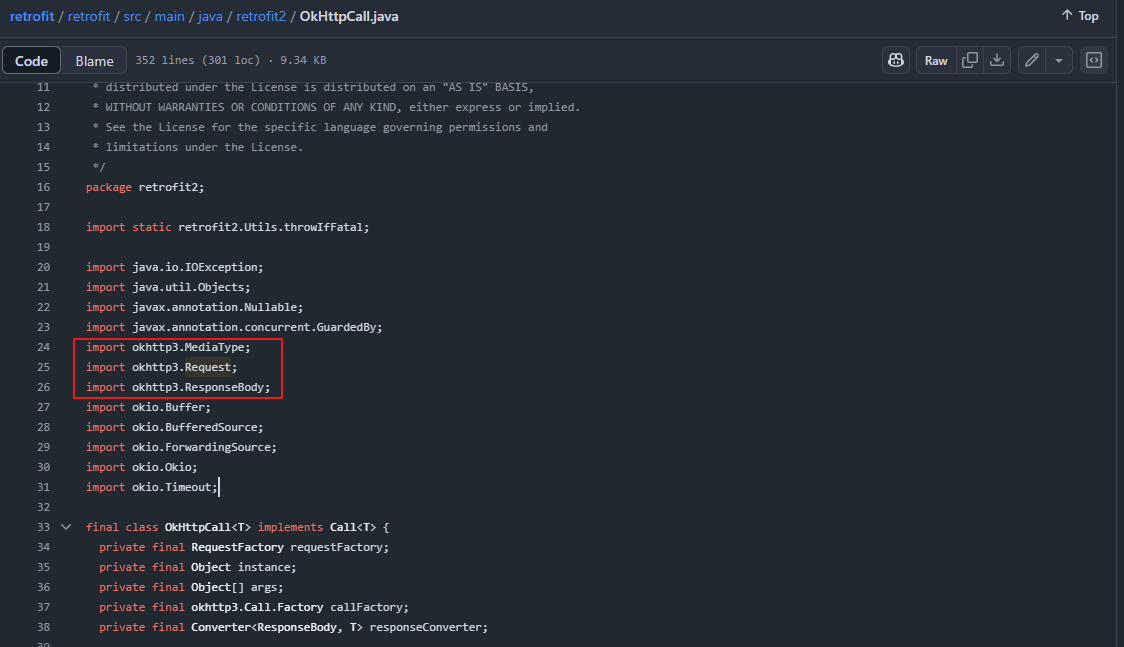 retrofit / retrofit / src / main / java / retrofit2 / OkHttpCall.java
Top
Code Blame 352 lines (301 loc) · 9.34 KB
Raw
11 * distributed under the License is distributed on an "AS IS" BASIS,
12 * WITHOUT WARRANTIES OR CONDITIONS OF ANY KIND, either express or implied.
13 * See the License for the specific language governing permissions and
14 * limitations under the License.
15 */
16 package retrofit2;
17
18 import static retrofit2.Utils.throwIfFatal;
19
20 import java.io.IOException;
21 import java.util.Objects;
22 import javax.annotation.Nullable;
23 import javax.annotation.concurrent.GuardedBy;
24 import okhttp3.MediaType;
25 import okhttp3.Request;
26 import okhttp3.ResponseBody;
27 import okio.Buffer;
28 import okio.BufferedSource;
29 import okio.ForwardingSource;
30 import okio.Okio;
31 import okio.Timeout;
32
33 final class OkHttpCall<T> implements Call<T> {
34 private final RequestFactory requestFactory;
35 private final Object instance;
36 private final Object[] args;
37 private final okhttp3.Call.Factory callFactory;
38 private final Converter<ResponseBody, T> responseConverter;
39